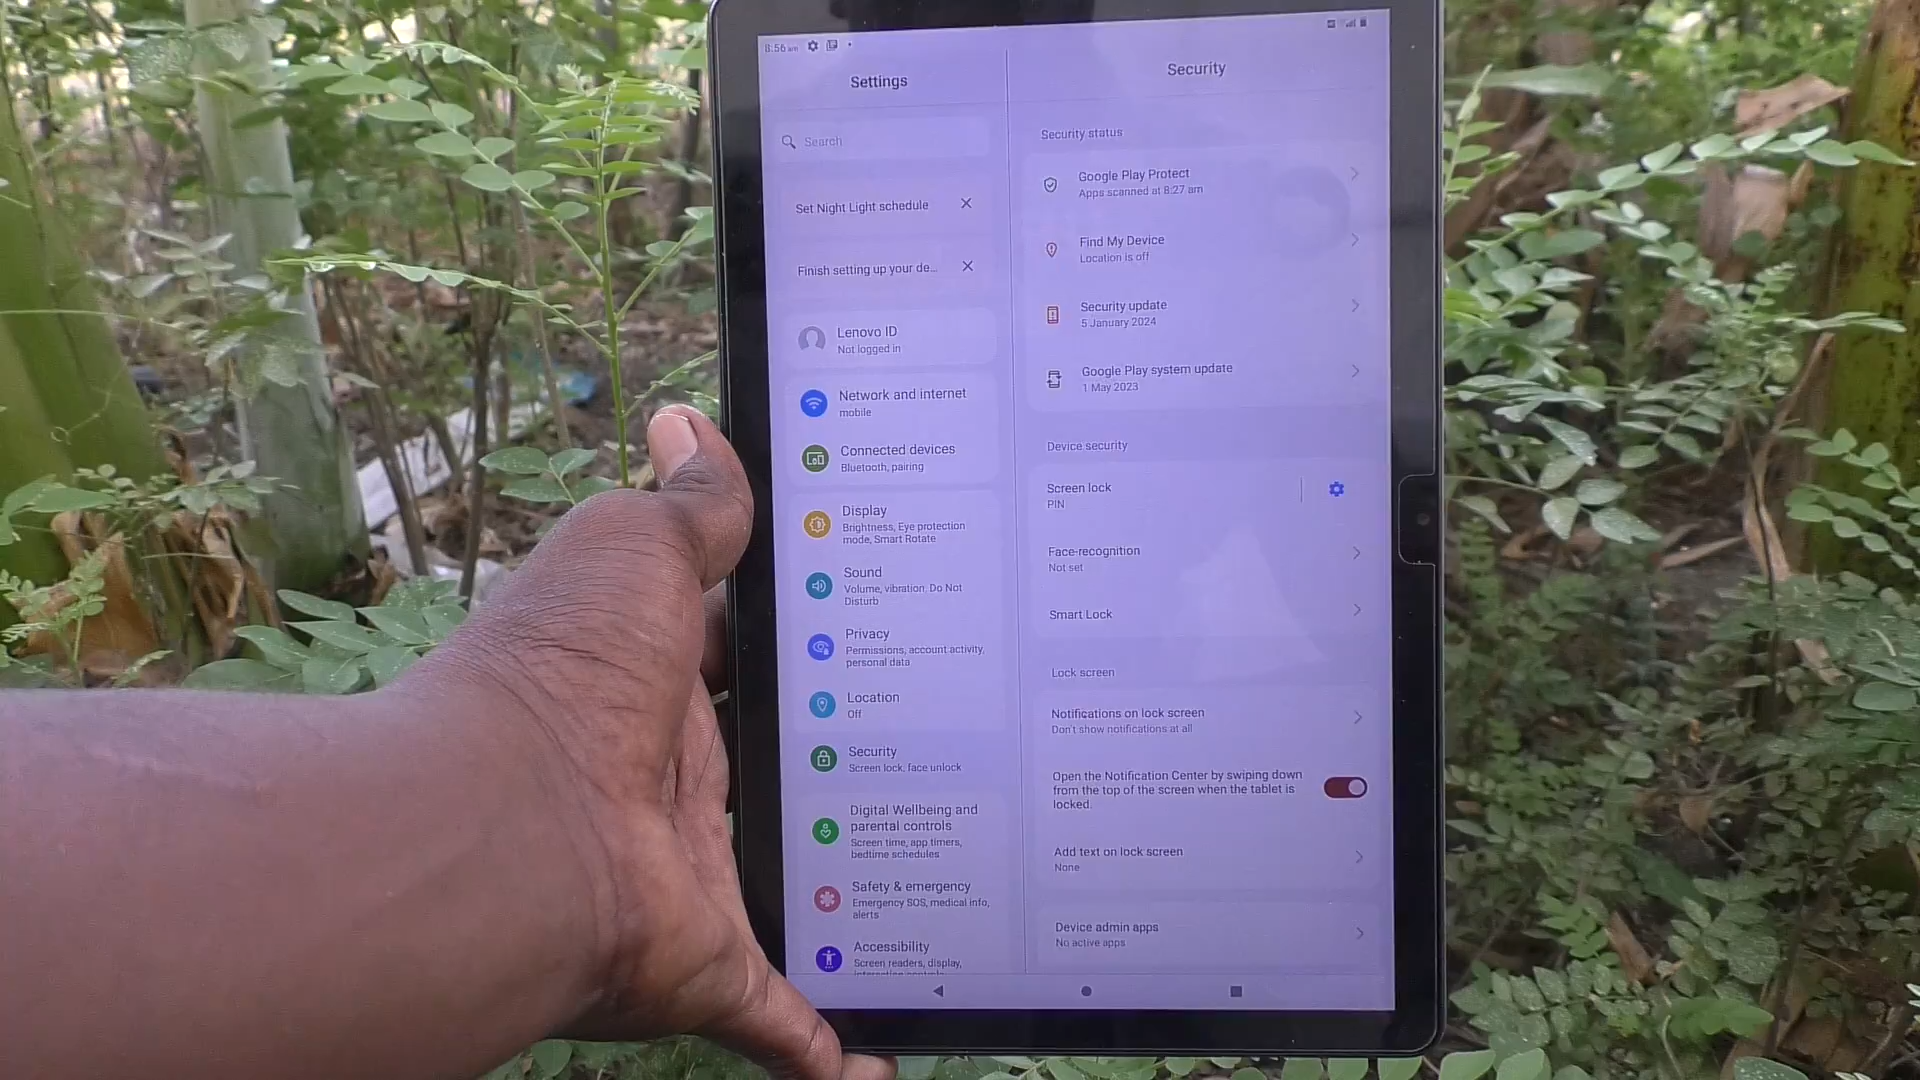 8:56 am
Settings
Search
Set Night Light schedule
Finish setting up your de...
Lenovo ID
Not logged in
Network and internet
mobile
Connected devices
Bluetooth, pairing
Display
Brightness, Eye protection
mode, Smart Rotate
Sound
Volume, vibration, Do Not
Disturb
Privacy
Permissions, account activity,
personal data
Location
Off
Security
Screen lock, face unlock
Digital Wellbeing and
parental controls
Screen time, app timers,
bedtime schedules
Safety & emergency
Emergency SOS, medical info,
alerts
Accessibility
Screen readers, display,
interaction controls
Security
Security status
Google Play Protect
Apps scanned at 8:27 am
Find My Device
Location is off
Security update
5 January 2024
Google Play system update
1 May 2023
Device security
Screen lock
PIN
Face-recognition
Not set
Smart Lock
Lock screen
Notifications on lock screen
Don't show notifications at all
Open the Notification Center by swiping down
from the top of the screen when the tablet is
locked.
Add text on lock screen
None
Device admin apps
No active apps